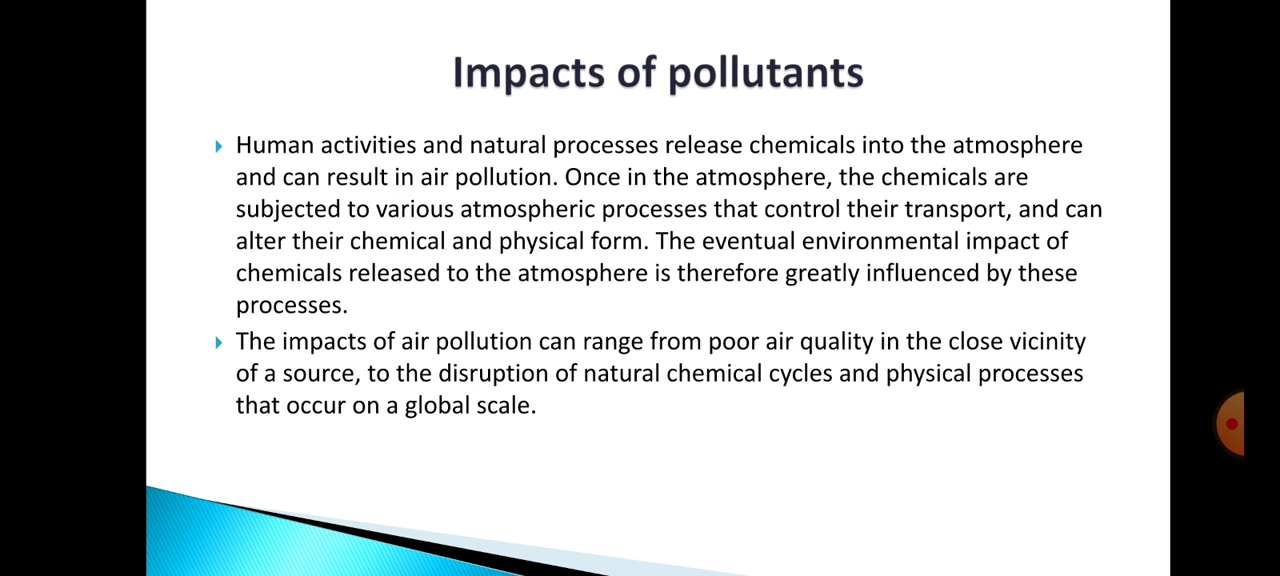 Impacts of pollutants
Human activities and natural processes release chemicals into the atmosphere
and can result in air pollution. Once in the atmosphere, the chemicals are
subjected to various atmospheric processes that control their transport, and can
alter their chemical and physical form. The eventual environmental impact of
chemicals released to the atmosphere is therefore greatly influenced by these
processes.
The impacts of air pollution can range from poor air quality in the close vicinity
of a source, to the disruption of natural chemical cycles and physical processes
that occur on a global scale.